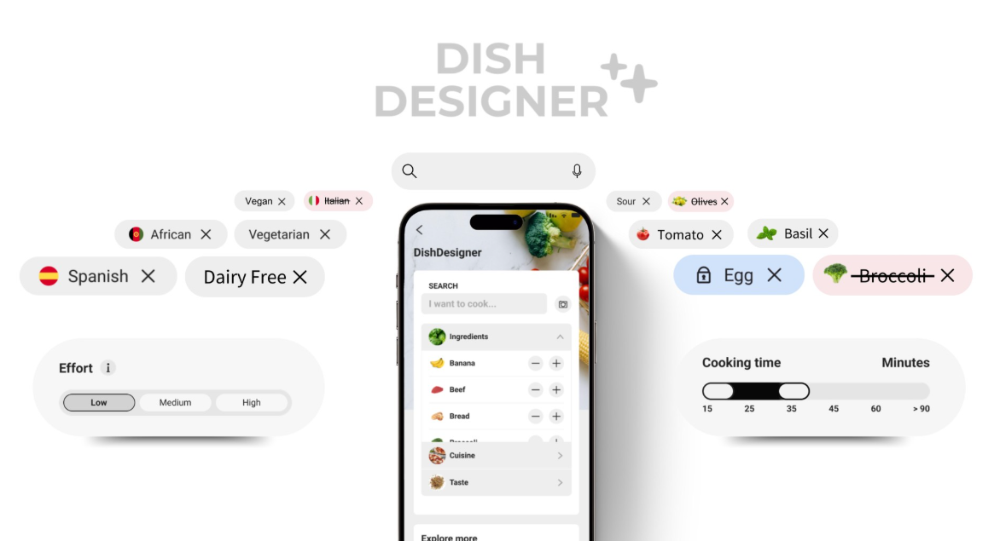 DISH
DESIGNER
Vegan
Italian
Sour
Olives
African
Vegetarian
Tomato
Basil
Spanish
Dairy Free
Egg
Broccoli
DishDesigner
SEARCH
I want to cook...
Ingredients
Banana
Beef
Bread
Broccoli
Cuisine
Taste
Explore more
Effort i
Low Medium High
Cooking time Minutes
15 25 35 45 60 > 90